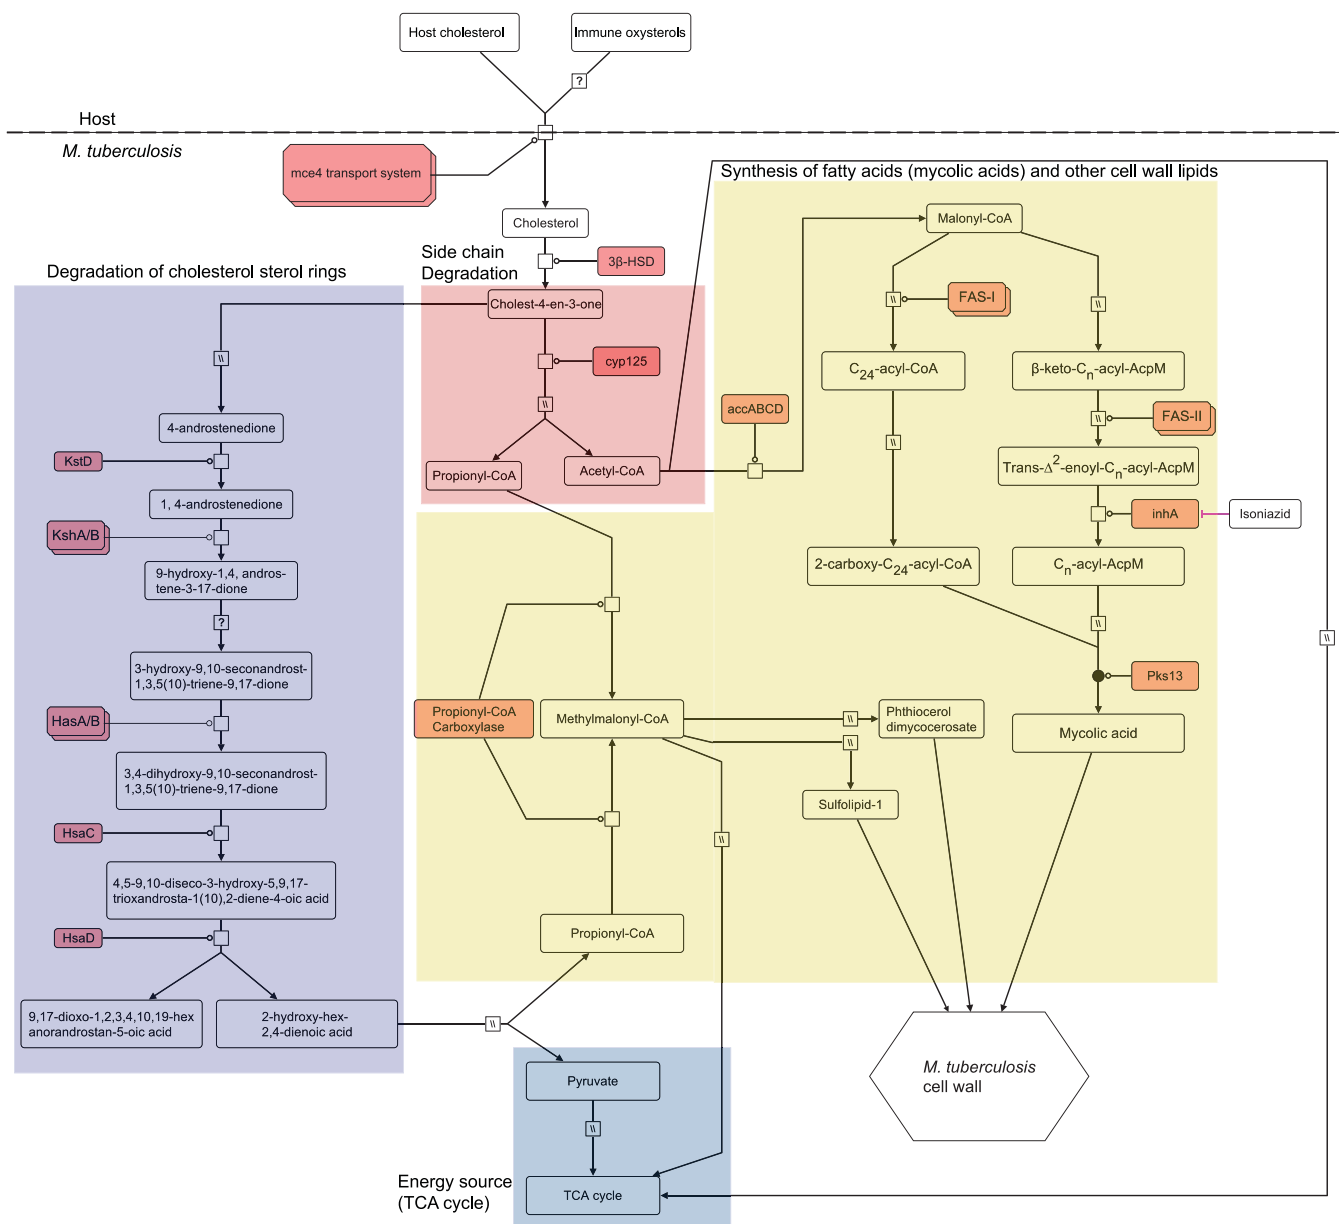 Host cholesterol
Immune oxysterols
?
Host
M. tuberculosis
mce4 transport system
Synthesis of fatty acids (mycolic acids) and other cell wall lipids
Cholesterol
Malonyl-CoA
Side chain
Degradation
3β-HSD
Degradation of cholesterol sterol rings
Cholest-4-en-3-one
FAS-I
\\
\\
\\
cyp125
C24-acyl-CoA
β-keto-Cn-acyl-AcpM
\\
accABCD
\\
FAS-II
4-androstenedione
\\
KstD
Propionyl-CoA
Acetyl-CoA
Trans-Δ2-enoyl-Cn-acyl-AcpM
1, 4-androstenedione
inhA
Isoniazid
KshA/B
2-carboxy-C24-acyl-CoA
Cn-acyl-AcpM
9-hydroxy-1,4, andros-
tene-3-17-dione
?
\\
\\
3-hydroxy-9,10-seconandrost-
1,3,5(10)-triene-9,17-dione
Pks13
HasA/B
Propionyl-CoA
Carboxylase
Methylmalonyl-CoA
\\
Phthiocerol
dimycocerosate
Mycolic acid
\\
3,4-dihydroxy-9,10-seconandrost-
1,3,5(10)-triene-9,17-dione
Sulfolipid-1
HsaC
\\
4,5-9,10-diseco-3-hydroxy-5,9,17-
trioxandrosta-1(10),2-diene-4-oic acid
HsaD
Propionyl-CoA
9,17-dioxo-1,2,3,4,10,19-hex
anorandrostan-5-oic acid
2-hydroxy-hex-
2,4-dienoic acid
\\
M. tuberculosis
cell wall
Pyruvate
\\
Energy source
(TCA cycle)
TCA cycle